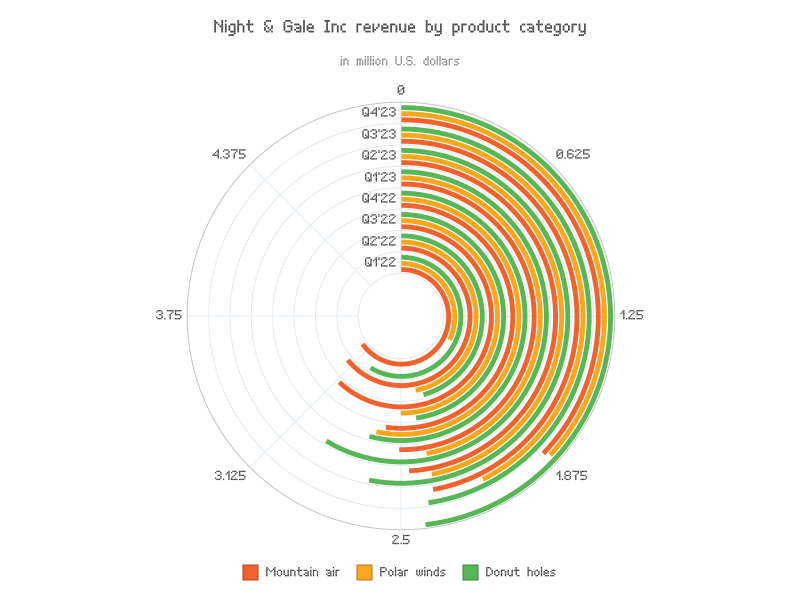 Night & Gale Inc revenue by product category
in million U.S. dollars
0
0.625
1.25
1.875
2.5
3.125
3.75
4.375
Q4'23
Q3'23
Q2'23
Q1'23
Q4'22
Q3'22
Q2'22
Q1'22
Mountain air Polar winds Donut holes